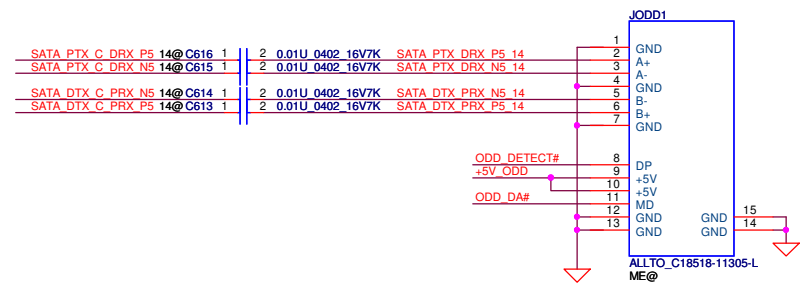 JODD1
1 GND
SATA_PTX_C_DRX_P5 14@ C616 1 2 0.01U_0402_16V7K SATA_PTX_DRX_P5_14 2 A+
SATA_PTX_C_DRX_N5 14@ C615 1 2 0.01U_0402_16V7K SATA_PTX_DRX_N5_14 3 A-
4 GND
SATA_DTX_C_PRX_N5 14@ C614 1 2 0.01U_0402_16V7K SATA_DTX_PRX_N5_14 5 B-
SATA_DTX_C_PRX_P5 14@ C613 1 2 0.01U_0402_16V7K SATA_DTX_PRX_P5_14 6 B+
7 GND
ODD_DETECT# 8 DP
+5V_ODD 9 +5V
10 +5V
ODD_DA# 11 MD
12 GND GND 15
13 GND GND 14
ALLTO_C18518-11305-L
ME@